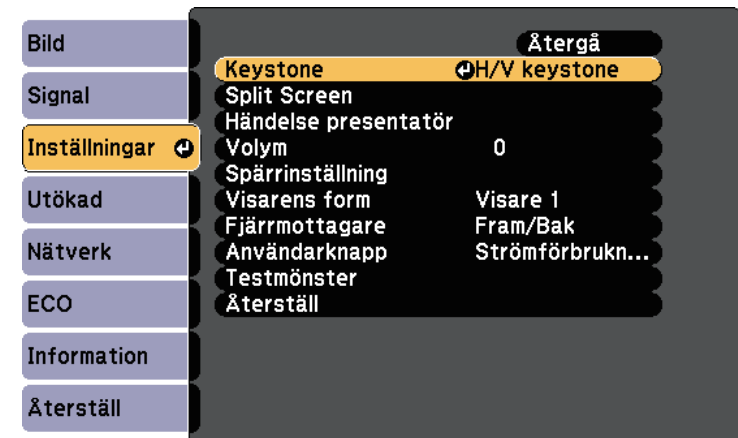 Bild
Signal
Inställningar
Utökad
Nätverk
ECO
Information
Återställ
Återgå
Keystone H/V keystone
Split Screen
Händelse presentatör
Volym 0
Spärrinställning
Visarens form Visare 1
Fjärrmottagare Fram/Bak
Användarknapp Strömförbrukn...
Testmönster
Återställ